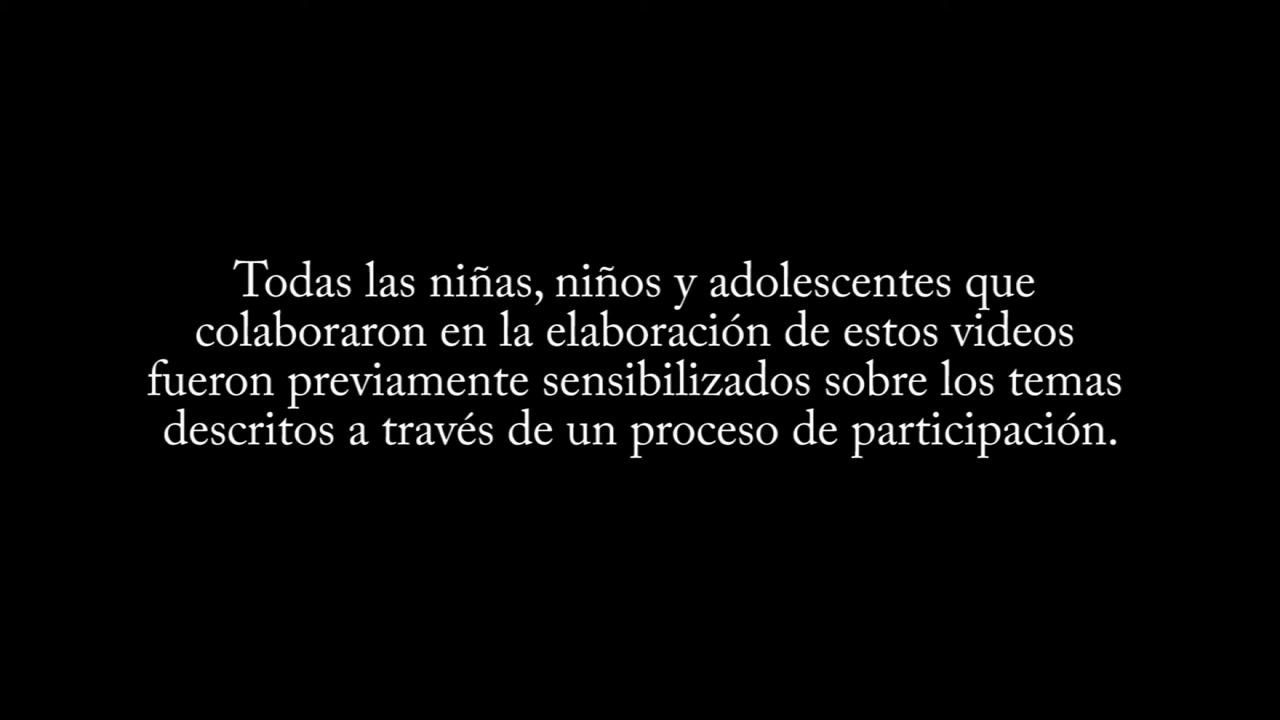 Todas las niñas, niños y adolescentes que
colaboraron en la elaboración de estos videos
fueron previamente sensibilizados sobre los temas
descritos a través de un proceso de participación.